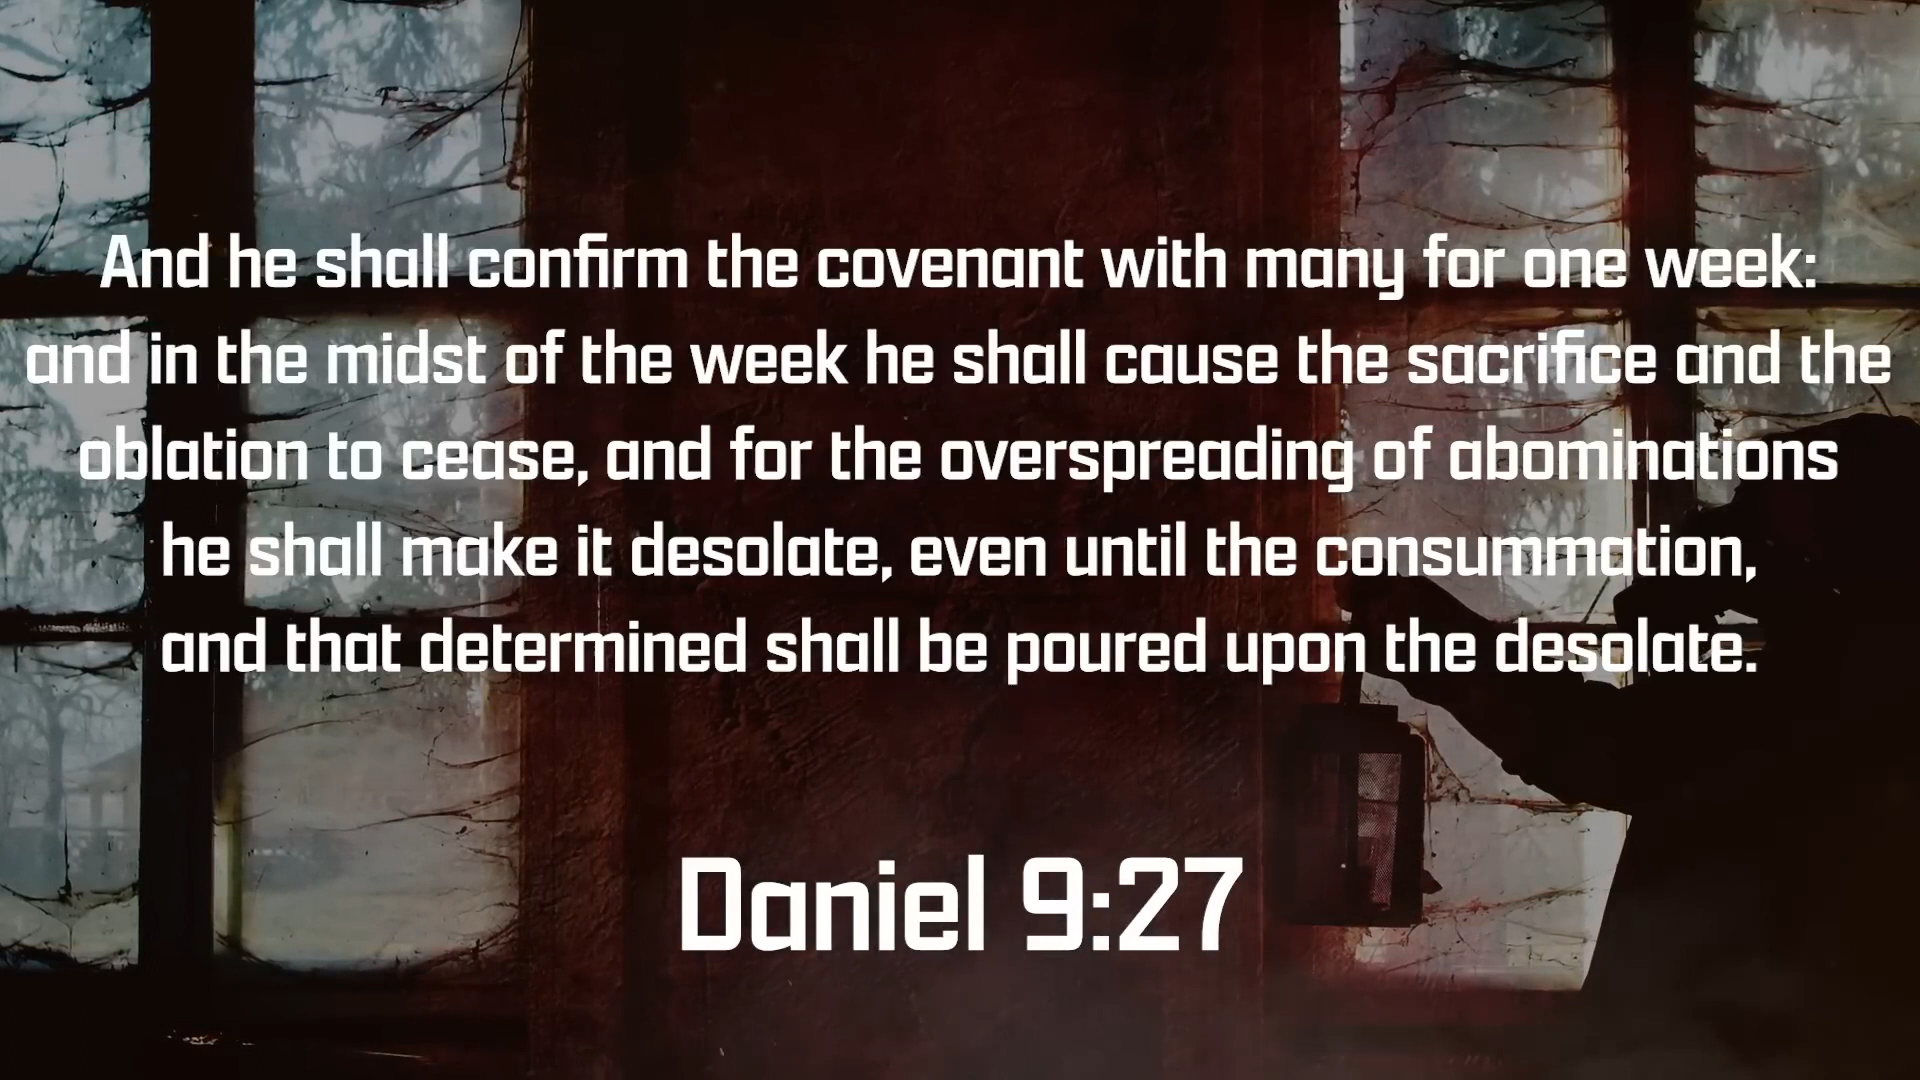 And he shall confirm the covenant with many for one week:
and in the midst of the week he shall cause the sacrifice and the
oblation to cease, and for the overspreading of abominations
he shall make it desolate, even until the consummation,
and that determined shall be poured upon the desolate.
Daniel 9:27